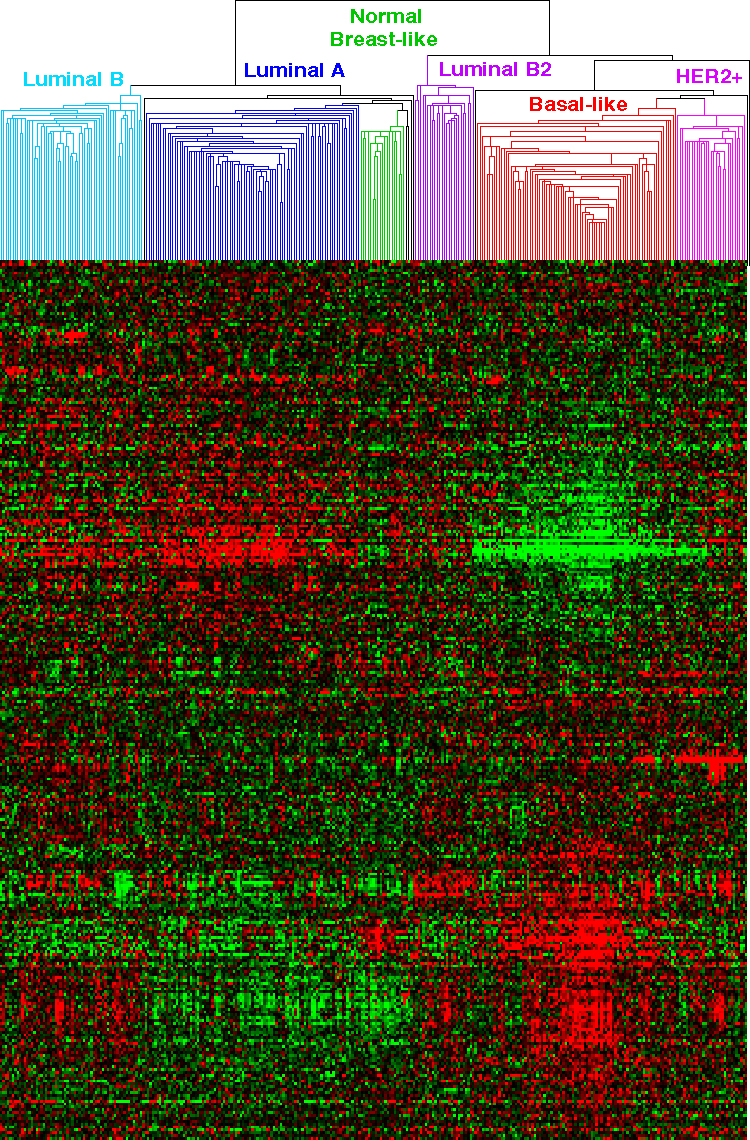 Normal
Breast-like
Luminal B
Luminal A
Luminal B2
HER2+
Basal-like